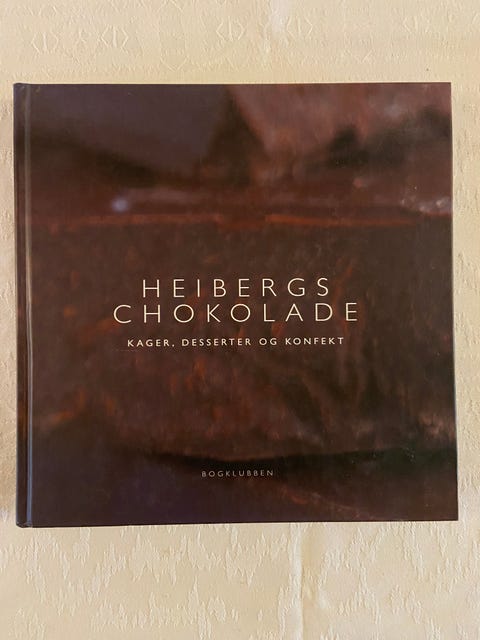 HEIBERGS
CHOKOLADE
KAGER, DESSERTER OG KONFEKT
BOGKLUBBEN